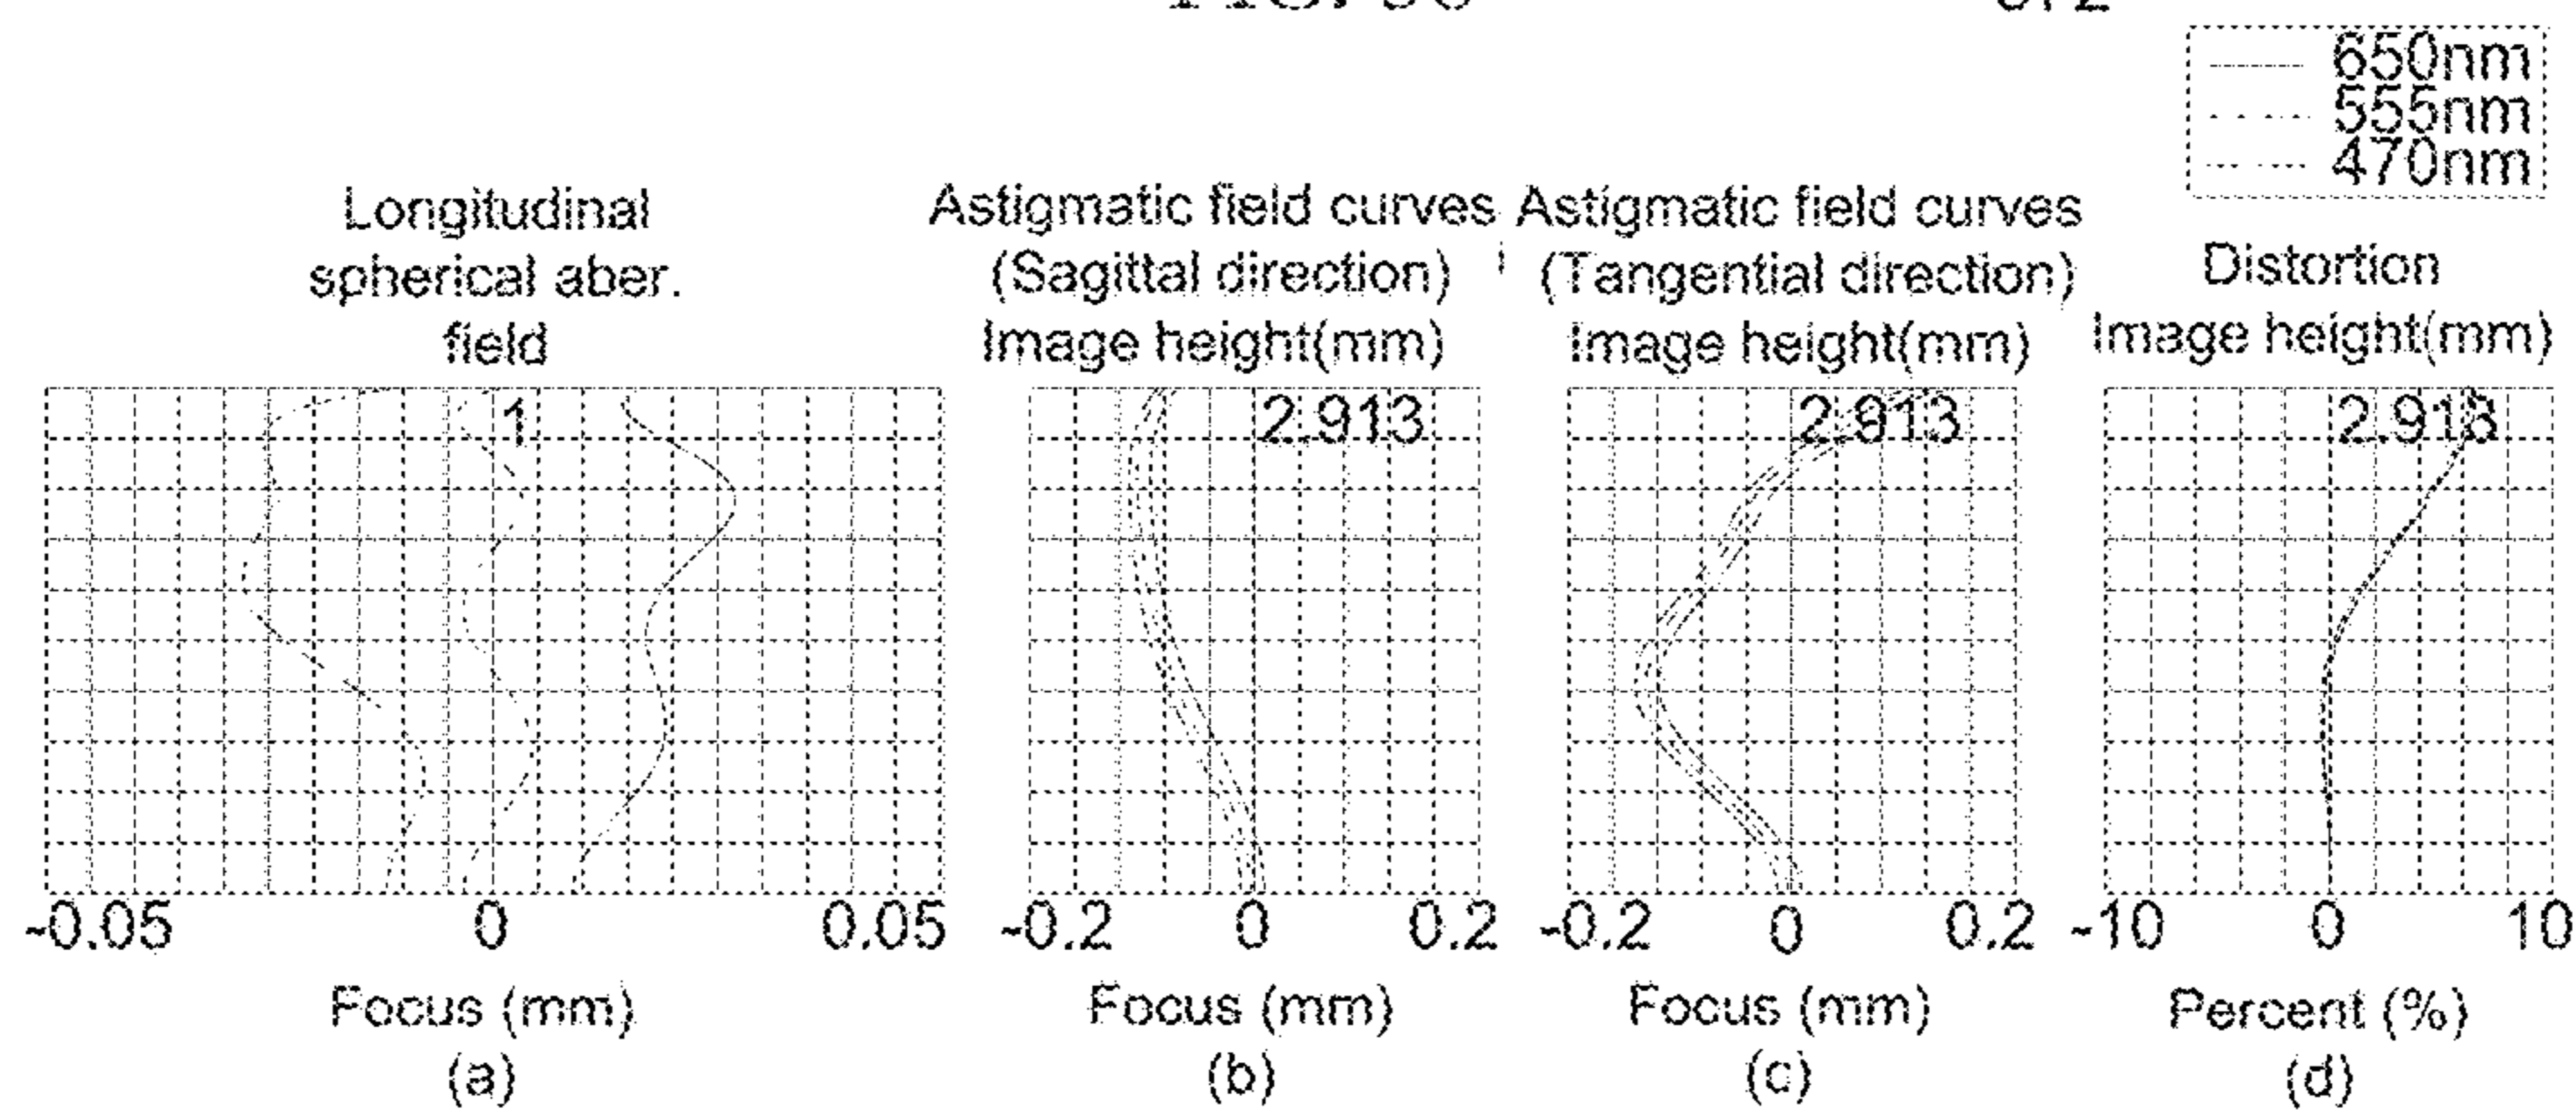 650nm
555nm
470nm
Longitudinal
spherical aber.
field
1
-0.05 0 0.05
Focus (mm)
(a)
Astigmatic field curves
(Sagittal direction)
Image height(mm)
2.913
-0.2 0 0.2
Focus (mm)
(b)
Astigmatic field curves
(Tangential direction)
Image height(mm)
2.913
-0.2 0 0.2
Focus (mm)
(c)
Distortion
Image height(mm)
2.913
-10 0 10
Percent (%)
(d)